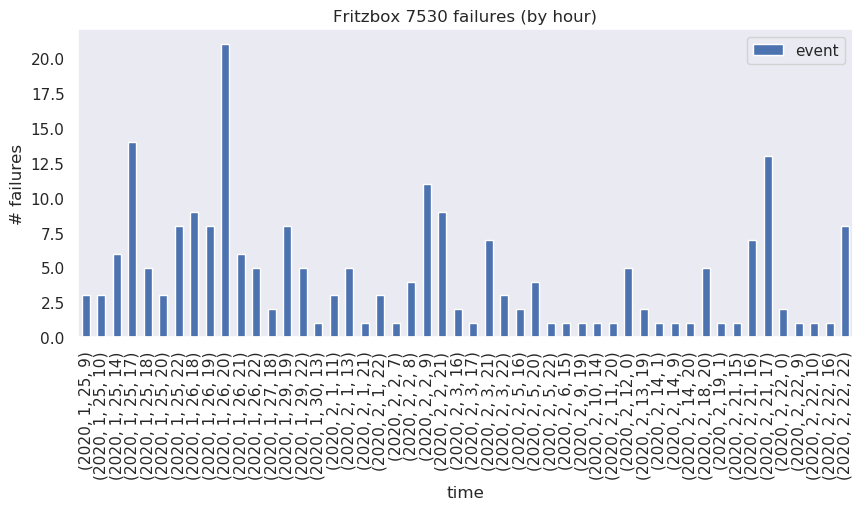 Fritzbox 7530 failures (by hour)
event
# failures
20.0
17.5
15.0
12.5
10.0
7.5
5.0
2.5
0.0
(2020, 1, 25, 9)
(2020, 1, 25, 10)
(2020, 1, 25, 14)
(2020, 1, 25, 17)
(2020, 1, 25, 18)
(2020, 1, 25, 20)
(2020, 1, 25, 22)
(2020, 1, 26, 18)
(2020, 1, 26, 19)
(2020, 1, 26, 20)
(2020, 1, 26, 21)
(2020, 1, 26, 22)
(2020, 1, 27, 18)
(2020, 1, 29, 19)
(2020, 1, 29, 22)
(2020, 1, 30, 13)
(2020, 2, 1, 11)
(2020, 2, 1, 13)
(2020, 2, 1, 21)
(2020, 2, 1, 22)
(2020, 2, 2, 7)
(2020, 2, 2, 8)
(2020, 2, 2, 9)
(2020, 2, 2, 21)
(2020, 2, 3, 16)
(2020, 2, 3, 17)
(2020, 2, 3, 21)
(2020, 2, 3, 22)
(2020, 2, 5, 16)
(2020, 2, 5, 20)
(2020, 2, 5, 22)
(2020, 2, 6, 15)
(2020, 2, 9, 19)
(2020, 2, 10, 14)
(2020, 2, 11, 20)
(2020, 2, 12, 0)
(2020, 2, 13, 19)
(2020, 2, 14, 1)
(2020, 2, 14, 9)
(2020, 2, 14, 20)
(2020, 2, 18, 20)
(2020, 2, 19, 1)
(2020, 2, 21, 15)
(2020, 2, 21, 16)
(2020, 2, 21, 17)
(2020, 2, 22, 0)
(2020, 2, 22, 9)
(2020, 2, 22, 10)
(2020, 2, 22, 16)
(2020, 2, 22, 22)
time